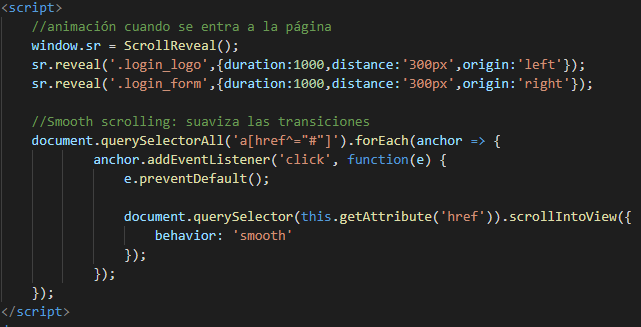 <script>
//animación cuando se entra a la página
window.sr = ScrollReveal();
sr.reveal('.login_logo',{duration:1000,distance:'300px',origin:'left'});
sr.reveal('.login_form',{duration:1000,distance:'300px',origin:'right'});
//Smooth scrolling: suaviza las transiciones
document.querySelectorAll('a[href^="#"]').forEach(anchor => {
anchor.addEventListener('click', function(e) {
e.preventDefault();
document.querySelector(this.getAttribute('href')).scrollIntoView({
behavior: 'smooth'
});
});
});
</script>